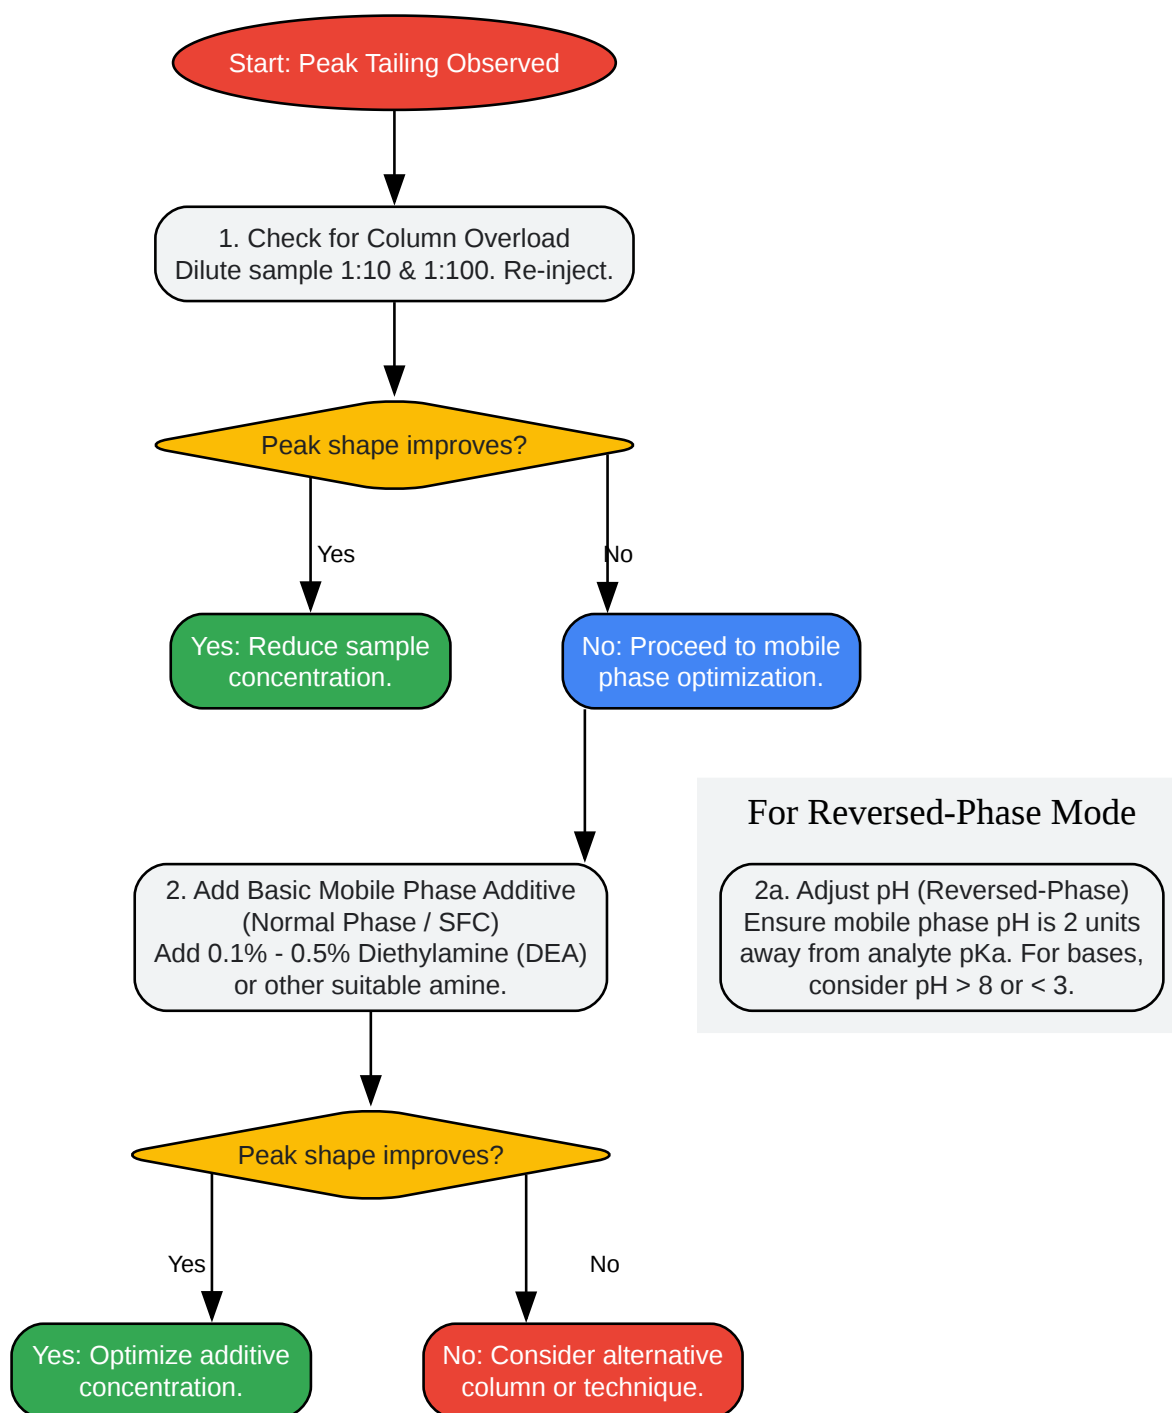 Start: Peak Tailing Observed
1. Check for Column Overload
Dilute sample 1:10 & 1:100. Re-inject.
Peak shape improves?
Yes
No
Yes: Reduce sample
concentration.
No: Proceed to mobile
phase optimization.
For Reversed-Phase Mode
2. Add Basic Mobile Phase Additive
(Normal Phase / SFC)
Add 0.1% - 0.5% Diethylamine (DEA)
or other suitable amine.
2a. Adjust pH (Reversed-Phase)
Ensure mobile phase pH is 2 units
away from analyte pKa. For bases,
consider pH > 8 or < 3.
Peak shape improves?
Yes
No
Yes: Optimize additive
concentration.
No: Consider alternative
column or technique.